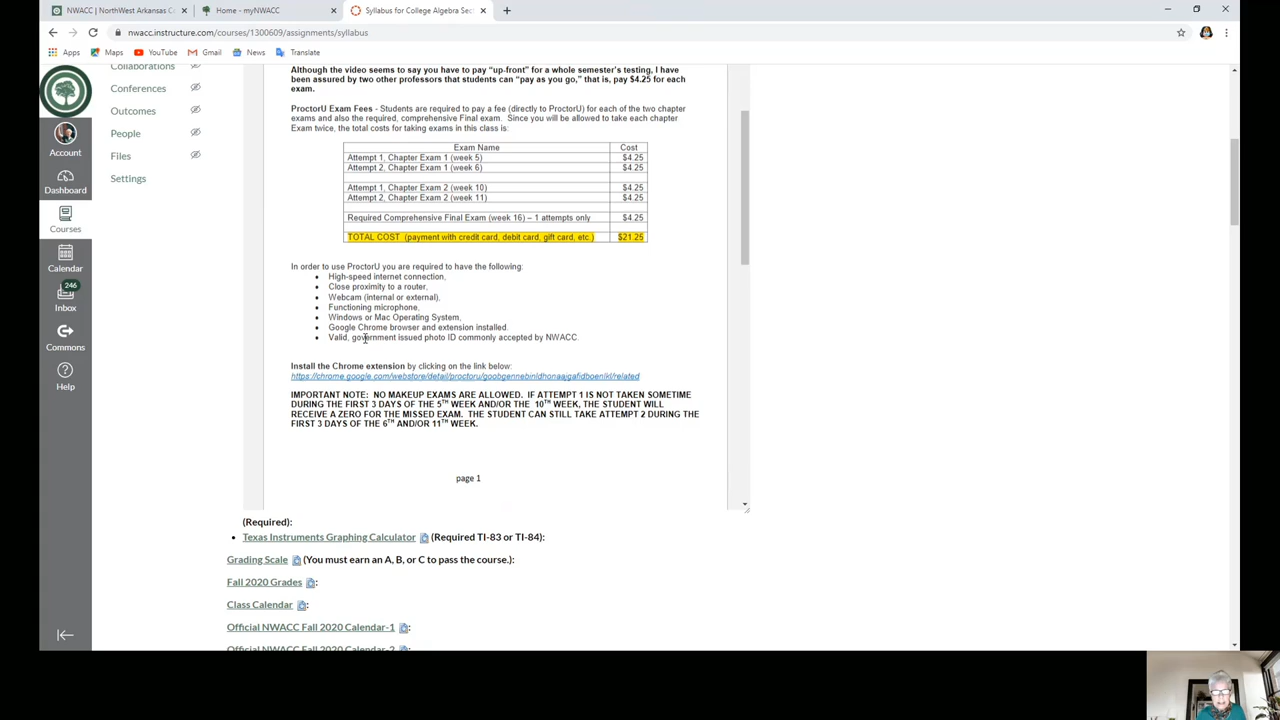 NWACC | NorthWest Arkansas Co
Home - myNWACC
Syllabus for College Algebra Sect
nwacc.instructure.com/courses/1300609/assignments/syllabus
Apps
Maps
YouTube
Gmail
News
Translate
Account
Dashboard
Courses
Calendar
246
Inbox
Commons
Help
Collaborations
Conferences
Outcomes
People
Files
Settings
Although the video seems to say you have to pay “up-front” for a whole semester's testing, I have
been assured by two other professors that students can “pay as you go,” that is, pay $4.25 for each
exam.
ProctorU Exam Fees - Students are required to pay a fee (directly to ProctorU) for each of the two chapter
exams and also the required, comprehensive Final exam. Since you will be allowed to take each chapter
Exam twice, the total costs for taking exams in this class is:
Exam Name Cost
Attempt 1, Chapter Exam 1 (week 5) $4.25
Attempt 2, Chapter Exam 1 (week 6) $4.25
Attempt 1, Chapter Exam 2 (week 10) $4.25
Attempt 2, Chapter Exam 2 (week 11) $4.25
Required Comprehensive Final Exam (week 16) – 1 attempts only $4.25
TOTAL COST (payment with credit card, debit card, gift card, etc.) $21.25
In order to use ProctorU you are required to have the following:
• High-speed internet connection,
• Close proximity to a router,
• Webcam (internal or external),
• Functioning microphone,
• Windows or Mac Operating System,
• Google Chrome browser and extension installed.
• Valid, government issued photo ID commonly accepted by NWACC.
Install the Chrome extension by clicking on the link below:
https://chrome.google.com/webstore/detail/proctoru/goobgennebinldhonaajgafidboenlkl/related
IMPORTANT NOTE: NO MAKEUP EXAMS ARE ALLOWED. IF ATTEMPT 1 IS NOT TAKEN SOMETIME
DURING THE FIRST 3 DAYS OF THE 5TH WEEK AND/OR THE 10TH WEEK, THE STUDENT WILL
RECEIVE A ZERO FOR THE MISSED EXAM. THE STUDENT CAN STILL TAKE ATTEMPT 2 DURING THE
FIRST 3 DAYS OF THE 6TH AND/OR 11TH WEEK.
page 1
(Required):
• Texas Instruments Graphing Calculator (Required TI-83 or TI-84):
Grading Scale (You must earn an A, B, or C to pass the course.):
Fall 2020 Grades :
Class Calendar :
Official NWACC Fall 2020 Calendar-1 :
Official NWACC Fall 2020 Calendar-2 :